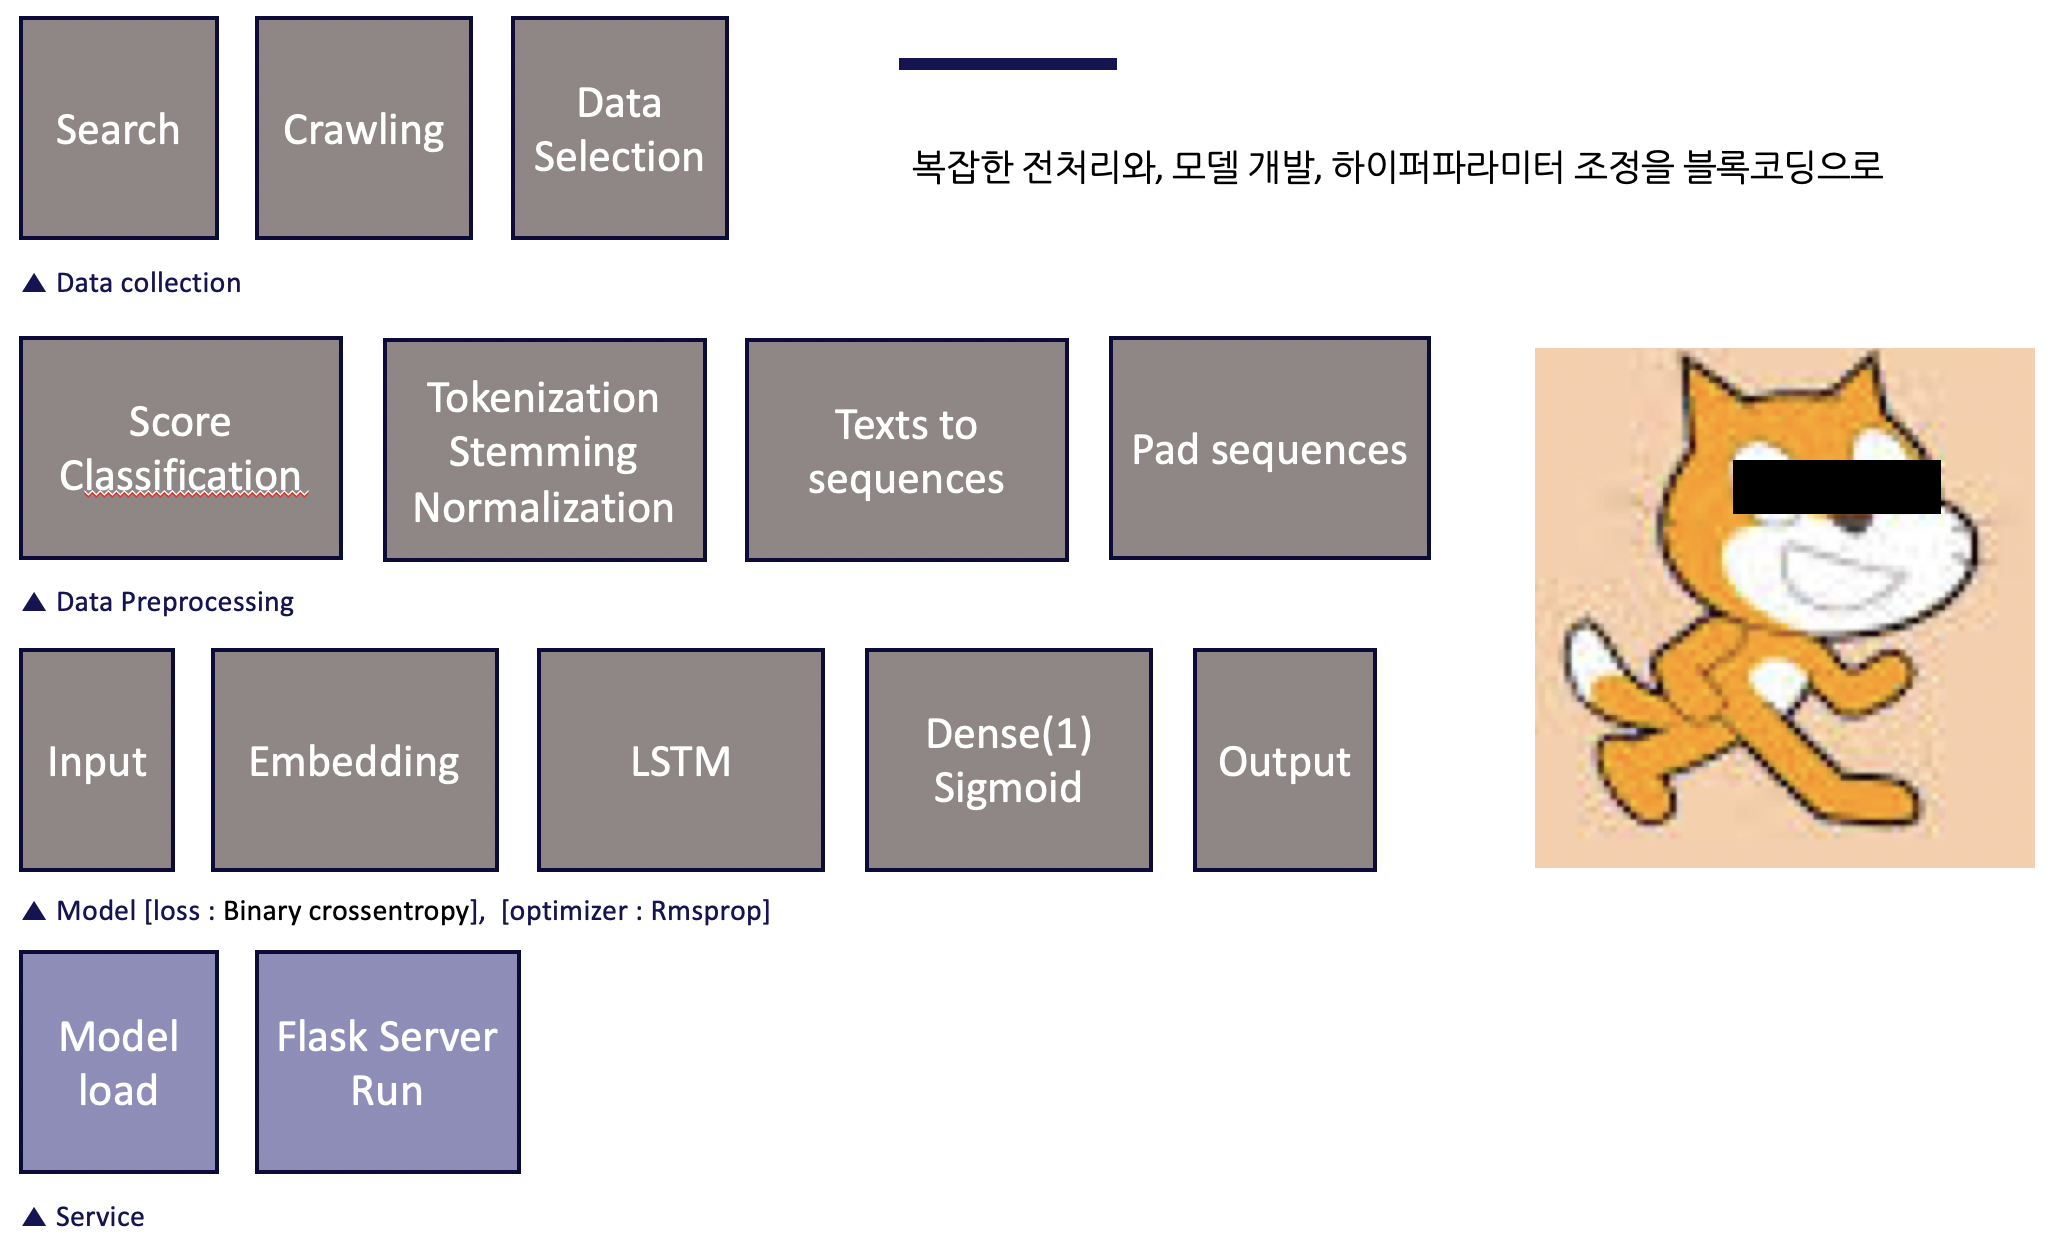 Search
Crawling
Data
Selection
복잡한 전처리와, 모델 개발, 하이퍼파라미터 조정을 블록코딩으로
▲ Data collection
Score
Classification
Tokenization
Stemming
Normalization
Texts to
sequences
Pad sequences
▲ Data Preprocessing
Input
Embedding
LSTM
Dense(1)
Sigmoid
Output
▲ Model [loss : Binary crossentropy], [optimizer : Rmsprop]
Model
load
Flask Server
Run
▲ Service